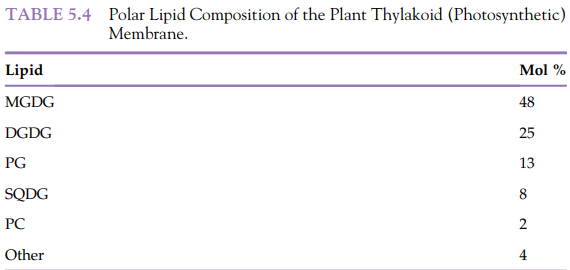 TABLE 5.4 Polar Lipid Composition of the Plant Thylakoid (Photosynthetic)
Membrane.
Lipid Mol %
MGDG 48
DGDG 25
PG 13
SQDG 8
PC 2
Other 4